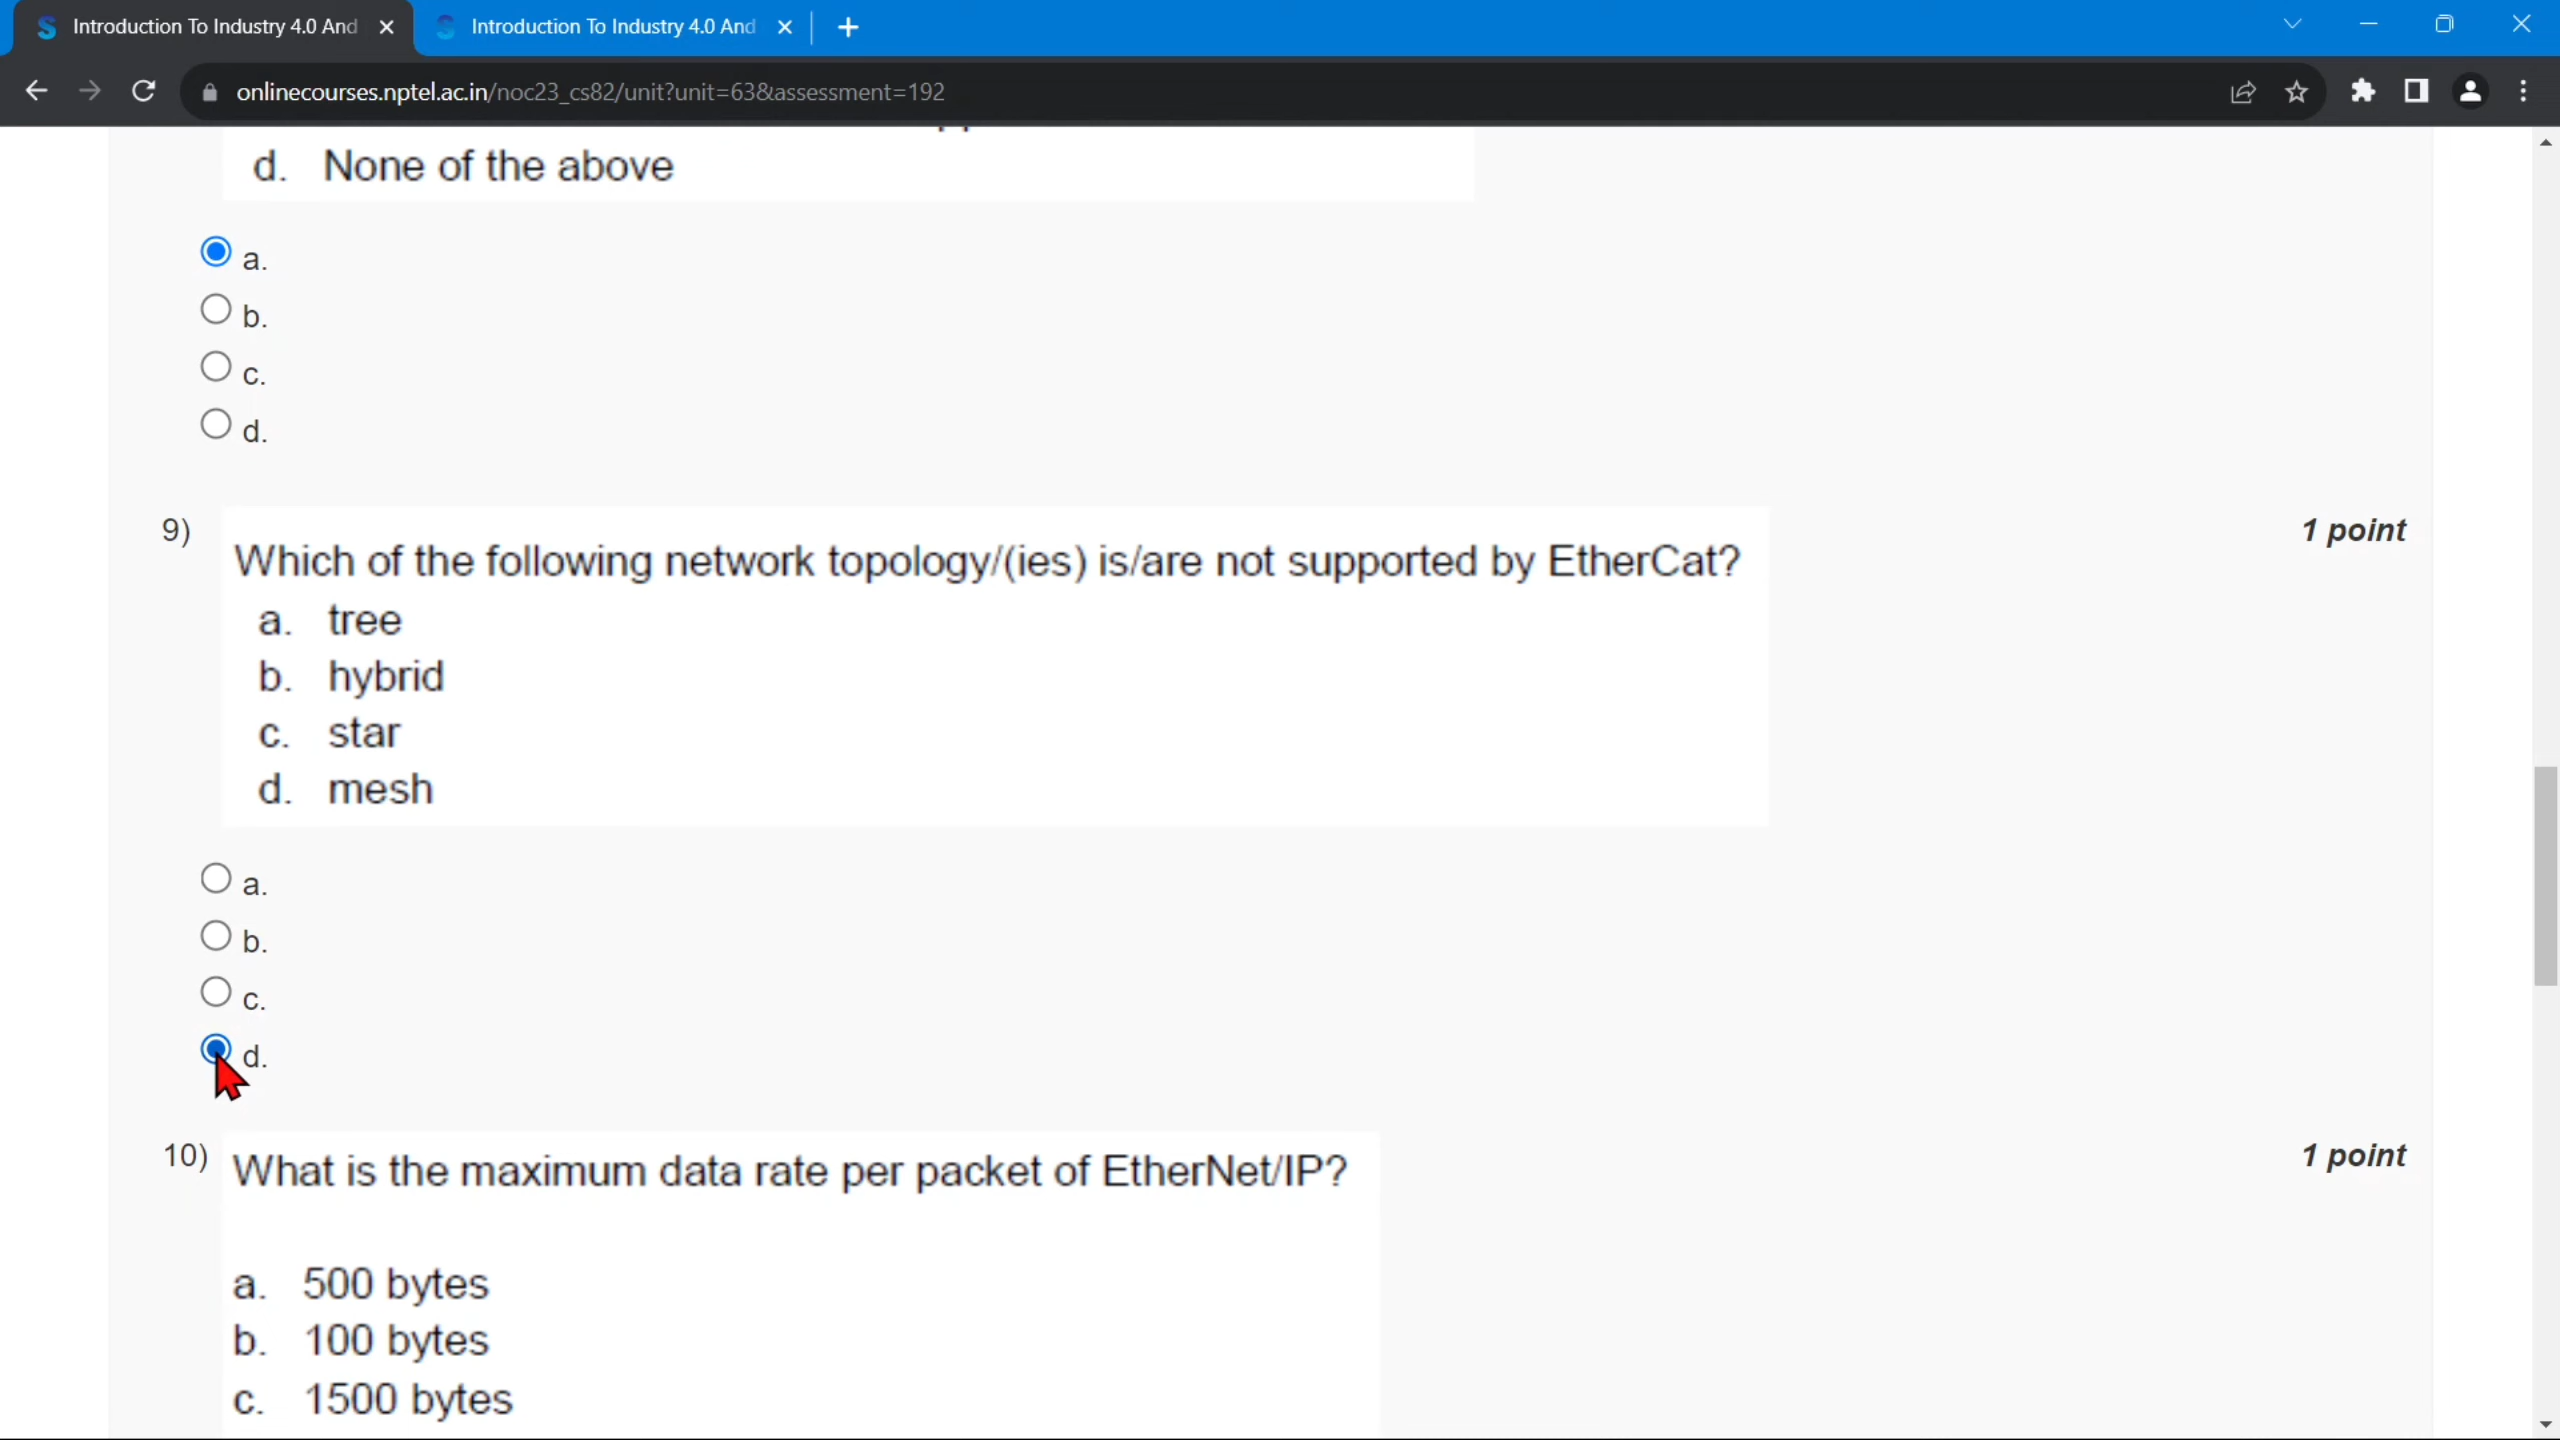 Introduction To Industry 4.0 And
Introduction To Industry 4.0 And
onlinecourses.nptel.ac.in/noc23_cs82/unit?unit=63&assessment=192
d. None of the above
a.
b.
c.
d.
9)
1 point
Which of the following network topology/(ies) is/are not supported by EtherCat?
a. tree
b. hybrid
c. star
d. mesh
a.
b.
c.
d.
10)
1 point
What is the maximum data rate per packet of EtherNet/IP?
a. 500 bytes
b. 100 bytes
c. 1500 bytes